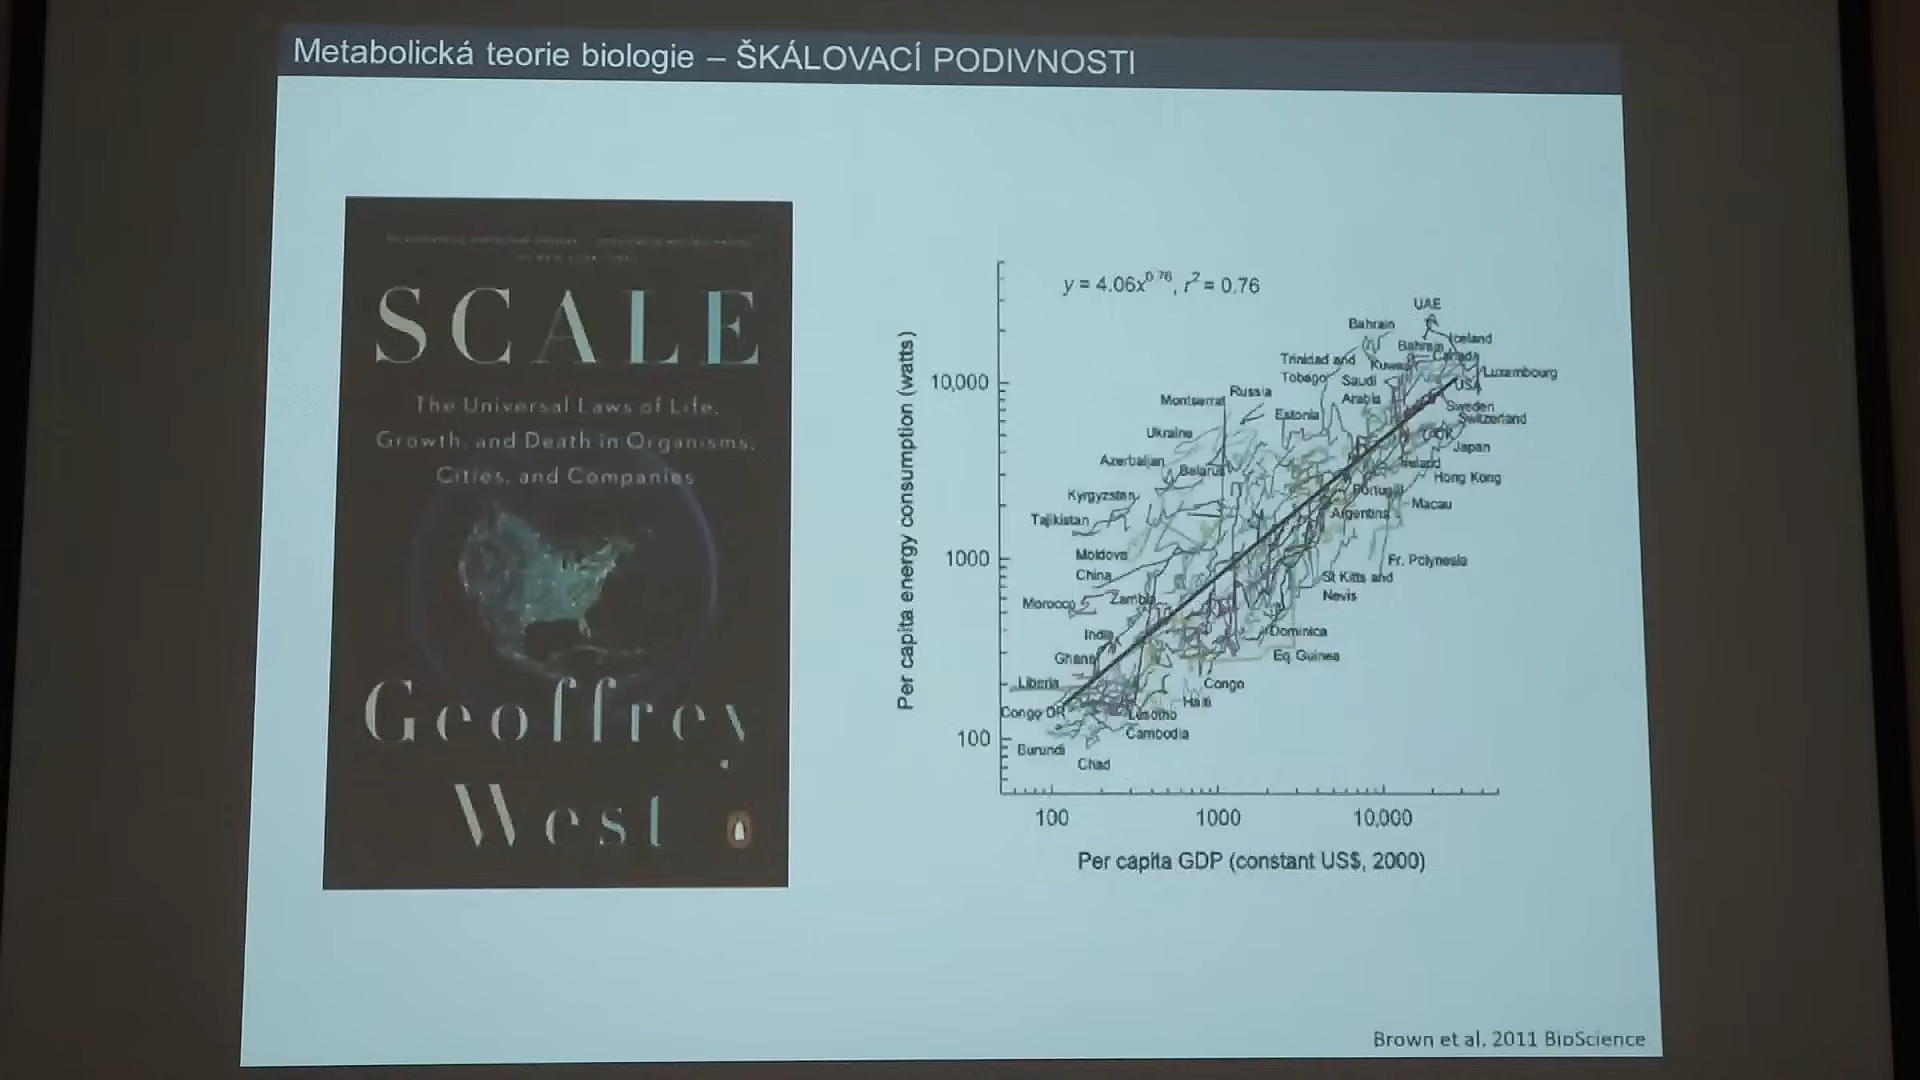 Metabolická teorie biologie – ŠKÁLOVACÍ PODIVNOSTI
SCALE
The Universal Laws of Life,
Growth, and Death in Organisms,
Cities, and Companies
Geoffrey
West
y = 4.06x^0.76, r² = 0.76
Per capita energy consumption (watts)
10,000
1000
100
UAE
Bahrain
Iceland
Bahrain
Canada
Trinidad and
Tobago
Kuwait
Luxembourg
Saudi
Arabia
USA
Russia
Montserrat
Estonia
Sweden
Switzerland
Ukraine
Japan
Azerbaijan
Belarus
Ireland
Hong Kong
Kyrgyzstan
Portugal
Macau
Tajikistan
Argentina
Moldova
Fr. Polynesia
China
St Kitts and
Nevis
Morocco
Zambia
India
Dominica
Ghana
Eq. Guinea
Liberia
Congo
Haiti
Congo DR
Lesotho
Cambodia
Burundi
Chad
100
1000
10,000
Per capita GDP (constant US$, 2000)
Brown et al. 2011 BioScience